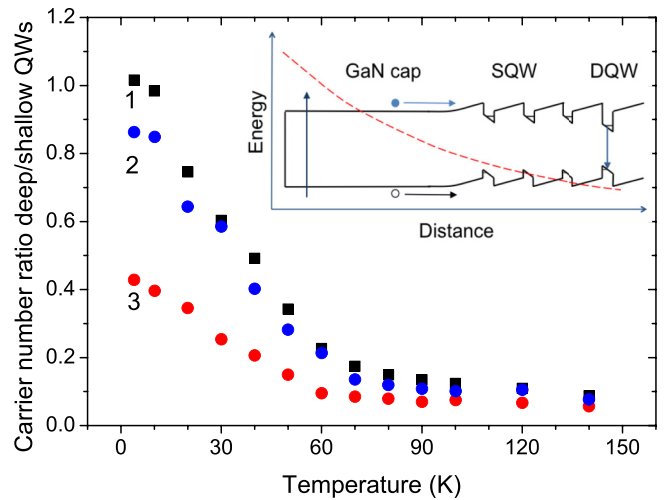 1.2
1.0
0.8
0.6
0.4
0.2
0.0
Carrier number ratio deep/shallow QWs
1
2
3
GaN cap
SQW
DQW
Energy
Distance
0
30
60
90
120
150
Temperature (K)